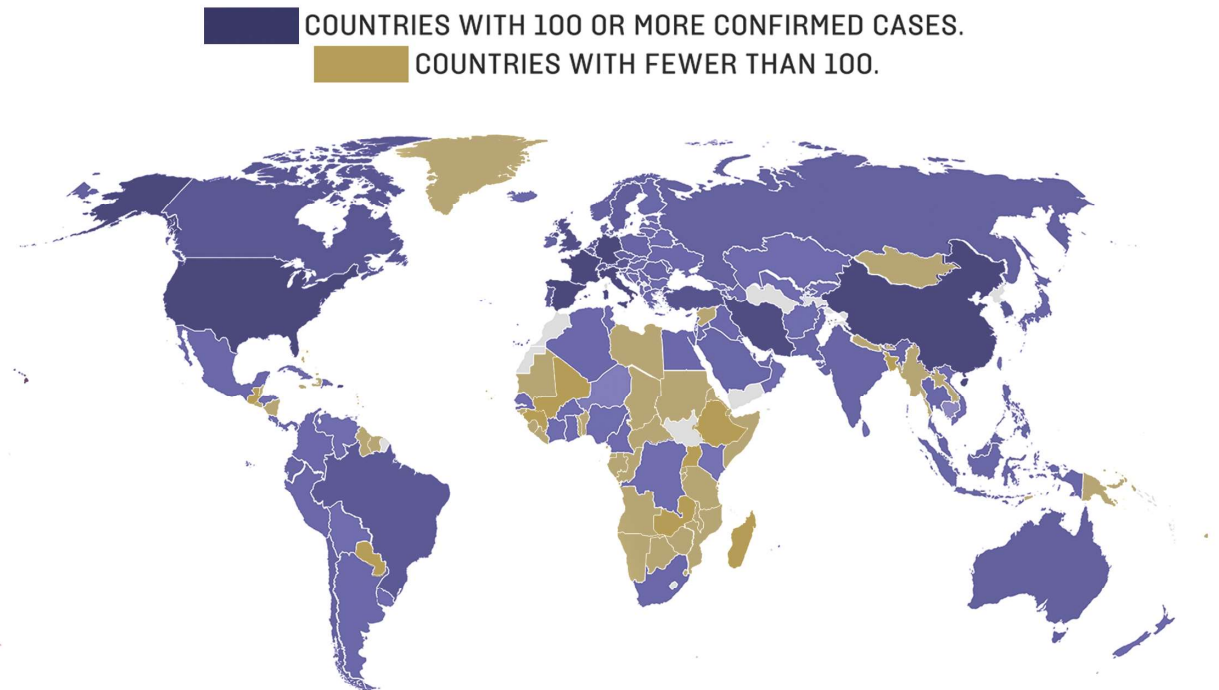 COUNTRIES WITH 100 OR MORE CONFIRMED CASES.
COUNTRIES WITH FEWER THAN 100.